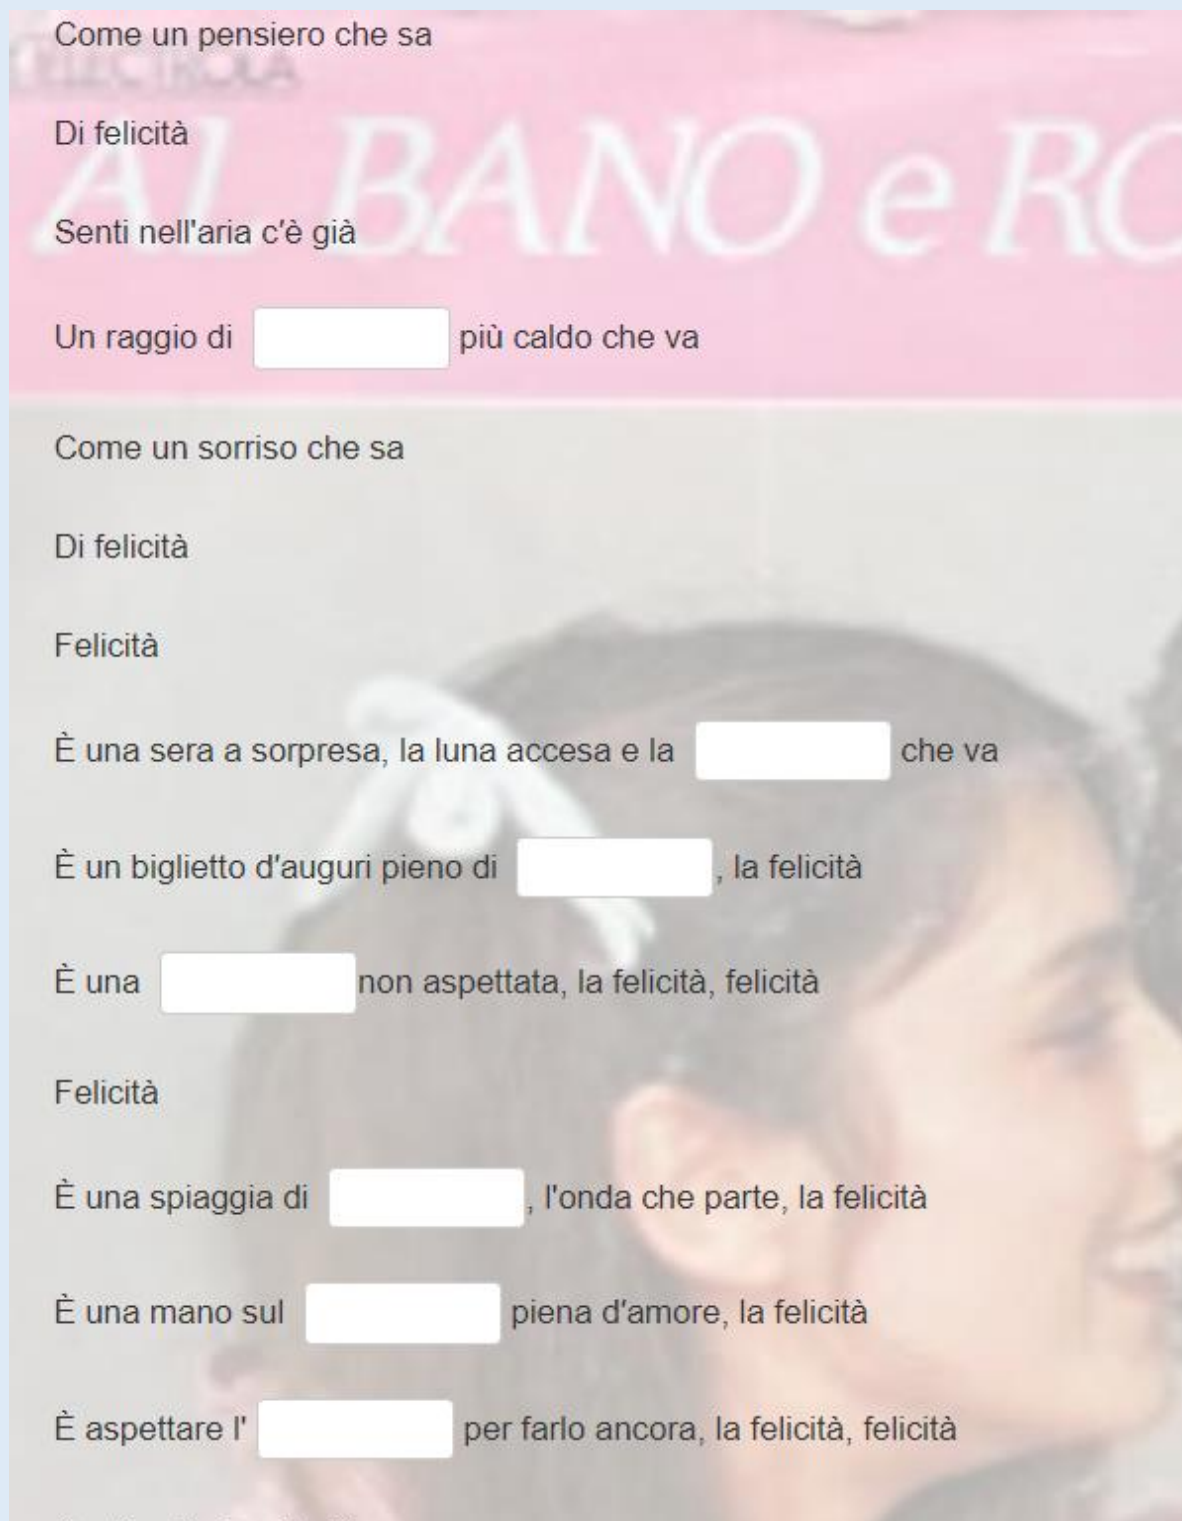 Come un pensiero che sa
ELECTROLA
Di felicità
AL BANO e RO
Senti nell'aria c'è già
Un raggio di più caldo che va
Come un sorriso che sa
Di felicità
Felicità
È una sera a sorpresa, la luna accesa e la che va
È un biglietto d'auguri pieno di , la felicità
È una non aspettata, la felicità, felicità
Felicità
È una spiaggia di , l'onda che parte, la felicità
È una mano sul piena d'amore, la felicità
È aspettare l' per farlo ancora, la felicità, felicità